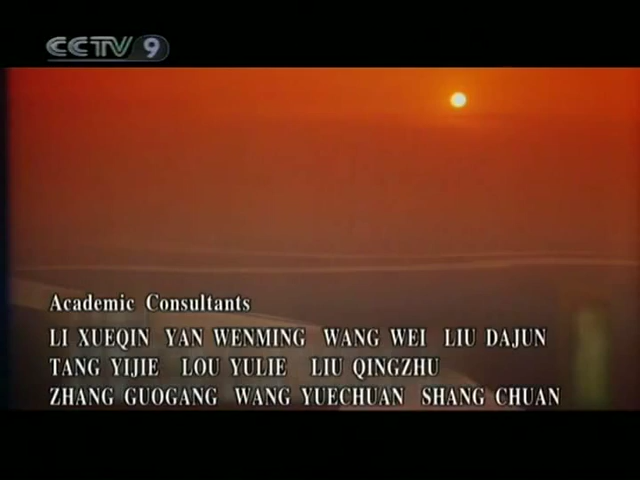 CCTV 9
Academic Consultants
LI XUEQIN YAN WENMING WANG WEI LIU DAJUN
TANG YIJIE LOU YULIE LIU QINGZHU
ZHANG GUOGANG WANG YUECHUAN SHANG CHUAN